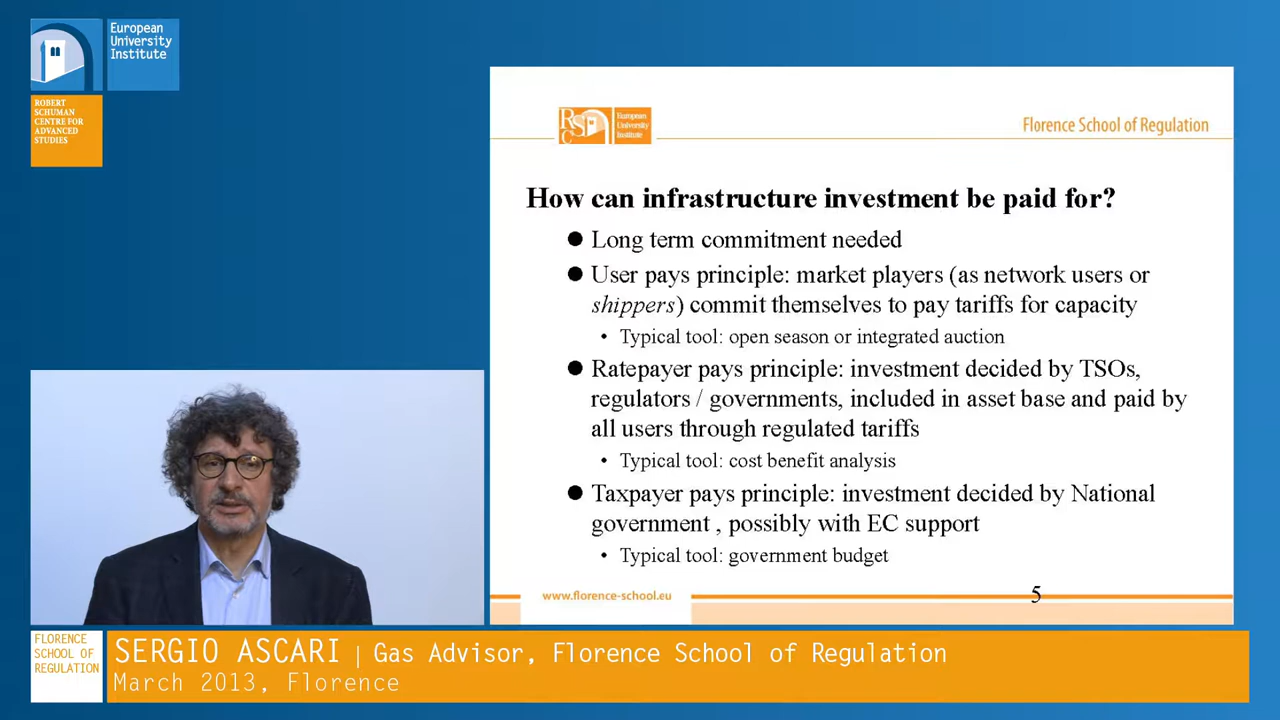 European
University
Institute
ROBERT
SCHUMAN
CENTRE FOR
ADVANCED
STUDIES
RSC
European
University
Institute
Florence School of Regulation
How can infrastructure investment be paid for?
● Long term commitment needed
● User pays principle: market players (as network users or
shippers) commit themselves to pay tariffs for capacity
• Typical tool: open season or integrated auction
● Ratepayer pays principle: investment decided by TSOs,
regulators / governments, included in asset base and paid by
all users through regulated tariffs
• Typical tool: cost benefit analysis
● Taxpayer pays principle: investment decided by National
government , possibly with EC support
• Typical tool: government budget
www.florence-school.eu
5
FLORENCE
SCHOOL OF
REGULATION
SERGIO ASCARI | Gas Advisor, Florence School of Regulation
March 2013, Florence